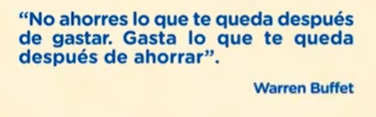 “No ahorres lo que te queda después
de gastar. Gasta lo que te queda
después de ahorrar”.
Warren Buffet